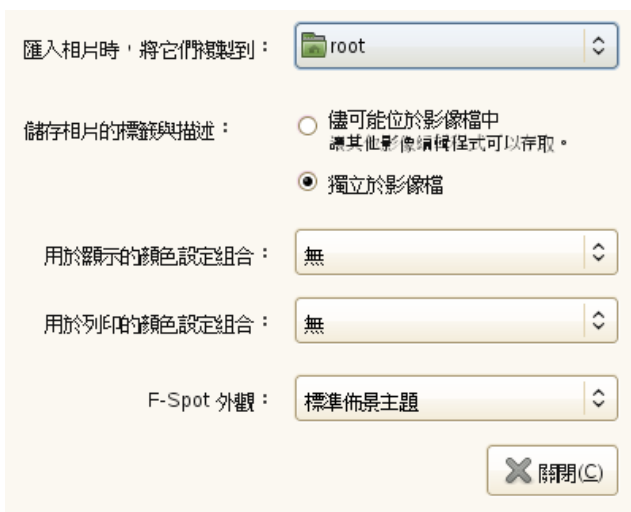 匯入相片時，將它們複製到： root
儲存相片的標籤與描述： 儘可能位於影像檔中
讓其他影像編輯程式可以存取。
獨立於影像檔
用於顯示的顏色設定組合： 無
用於列印的顏色設定組合： 無
F-Spot 外觀： 標準佈景主題
關閉(C)